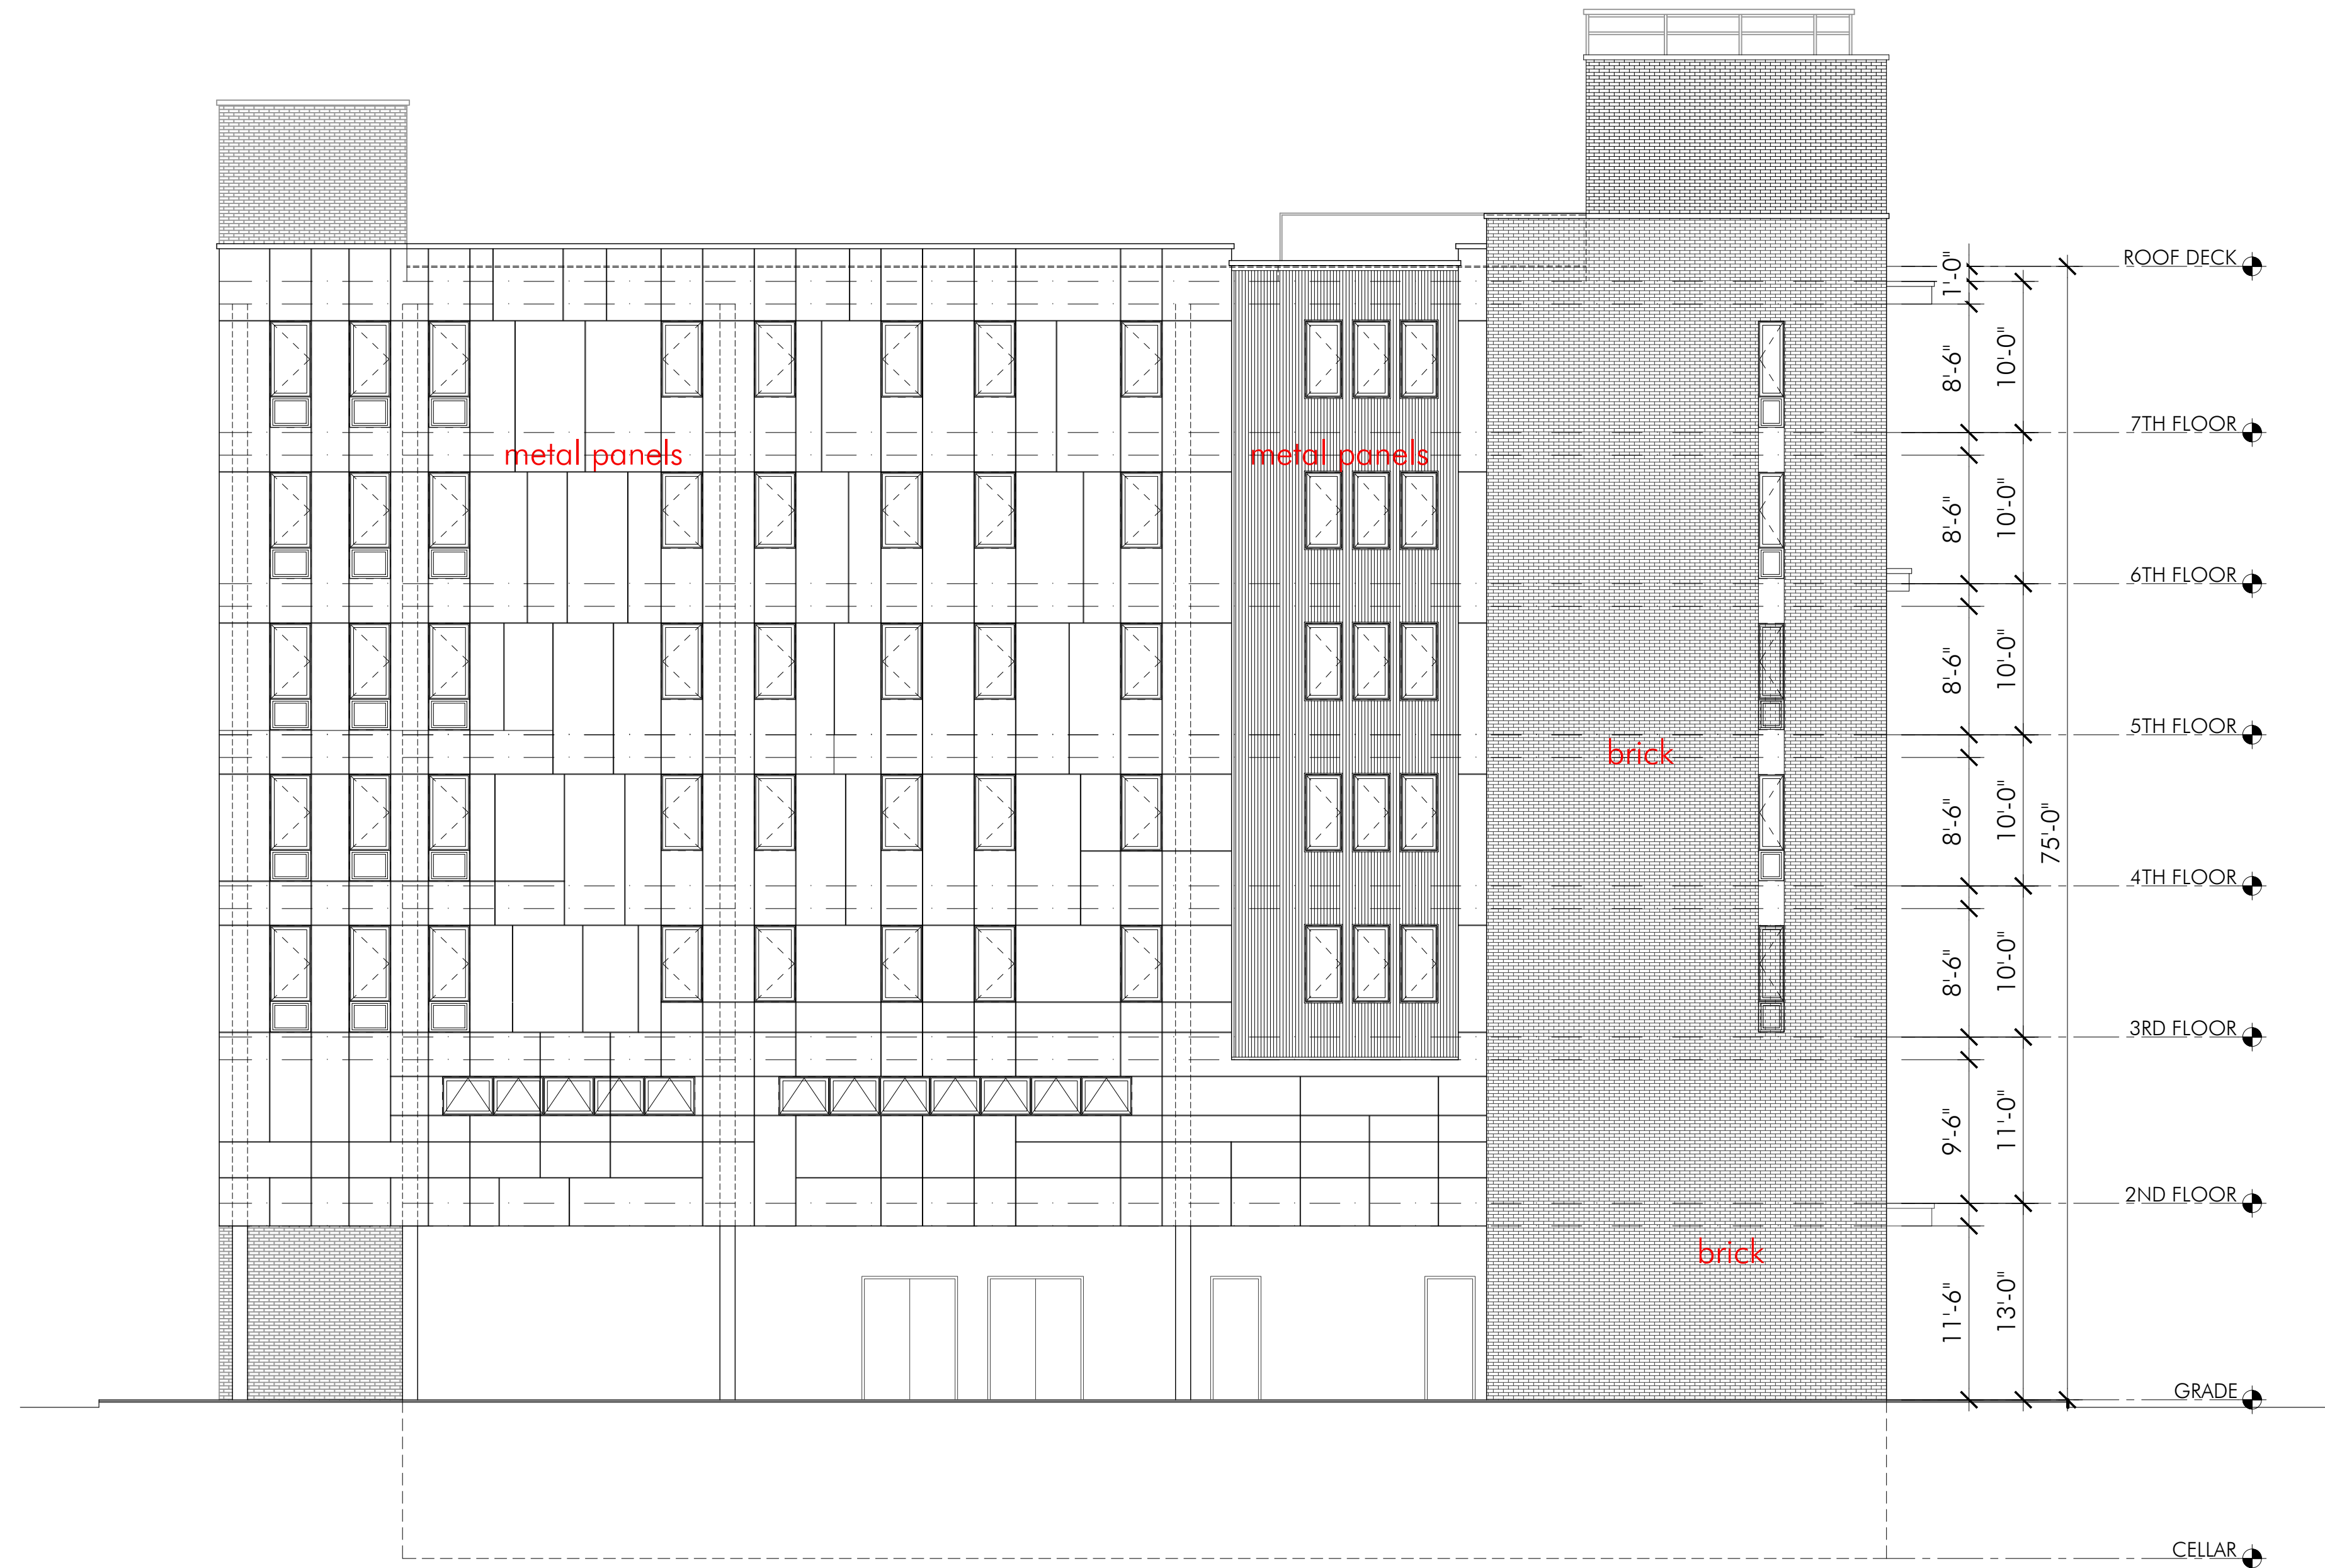 ROOF DECK
1'-0"
8'-6"
10'-0"
7TH FLOOR
metal panels
metal panels
8'-6"
10'-0"
6TH FLOOR
8'-6"
10'-0"
5TH FLOOR
brick
8'-6"
10'-0"
75'-0"
4TH FLOOR
8'-6"
10'-0"
3RD FLOOR
9'-6"
11'-0"
2ND FLOOR
brick
11'-6"
13'-0"
GRADE
CELLAR